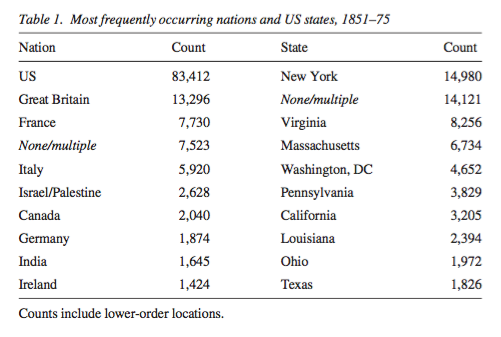 Table 1. Most frequently occurring nations and US states, 1851–75
Nation Count State Count
US 83,412 New York 14,980
Great Britain 13,296 None/multiple 14,121
France 7,730 Virginia 8,256
None/multiple 7,523 Massachusetts 6,734
Italy 5,920 Washington, DC 4,652
Israel/Palestine 2,628 Pennsylvania 3,829
Canada 2,040 California 3,205
Germany 1,874 Louisiana 2,394
India 1,645 Ohio 1,972
Ireland 1,424 Texas 1,826
Counts include lower-order locations.